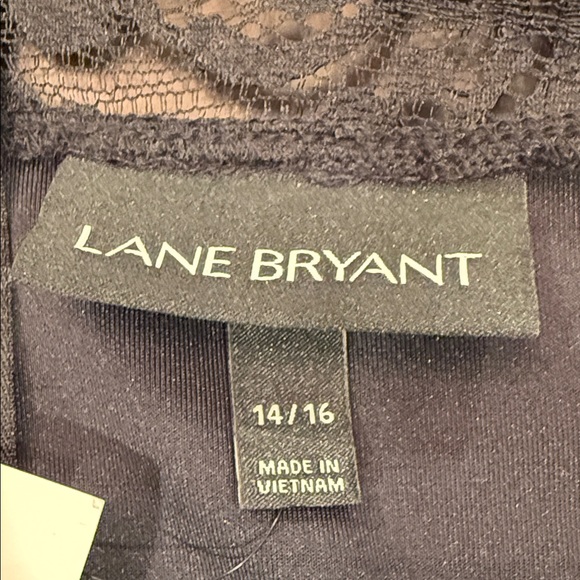 LANE BRYANT
14/16
MADE IN
VIETNAM